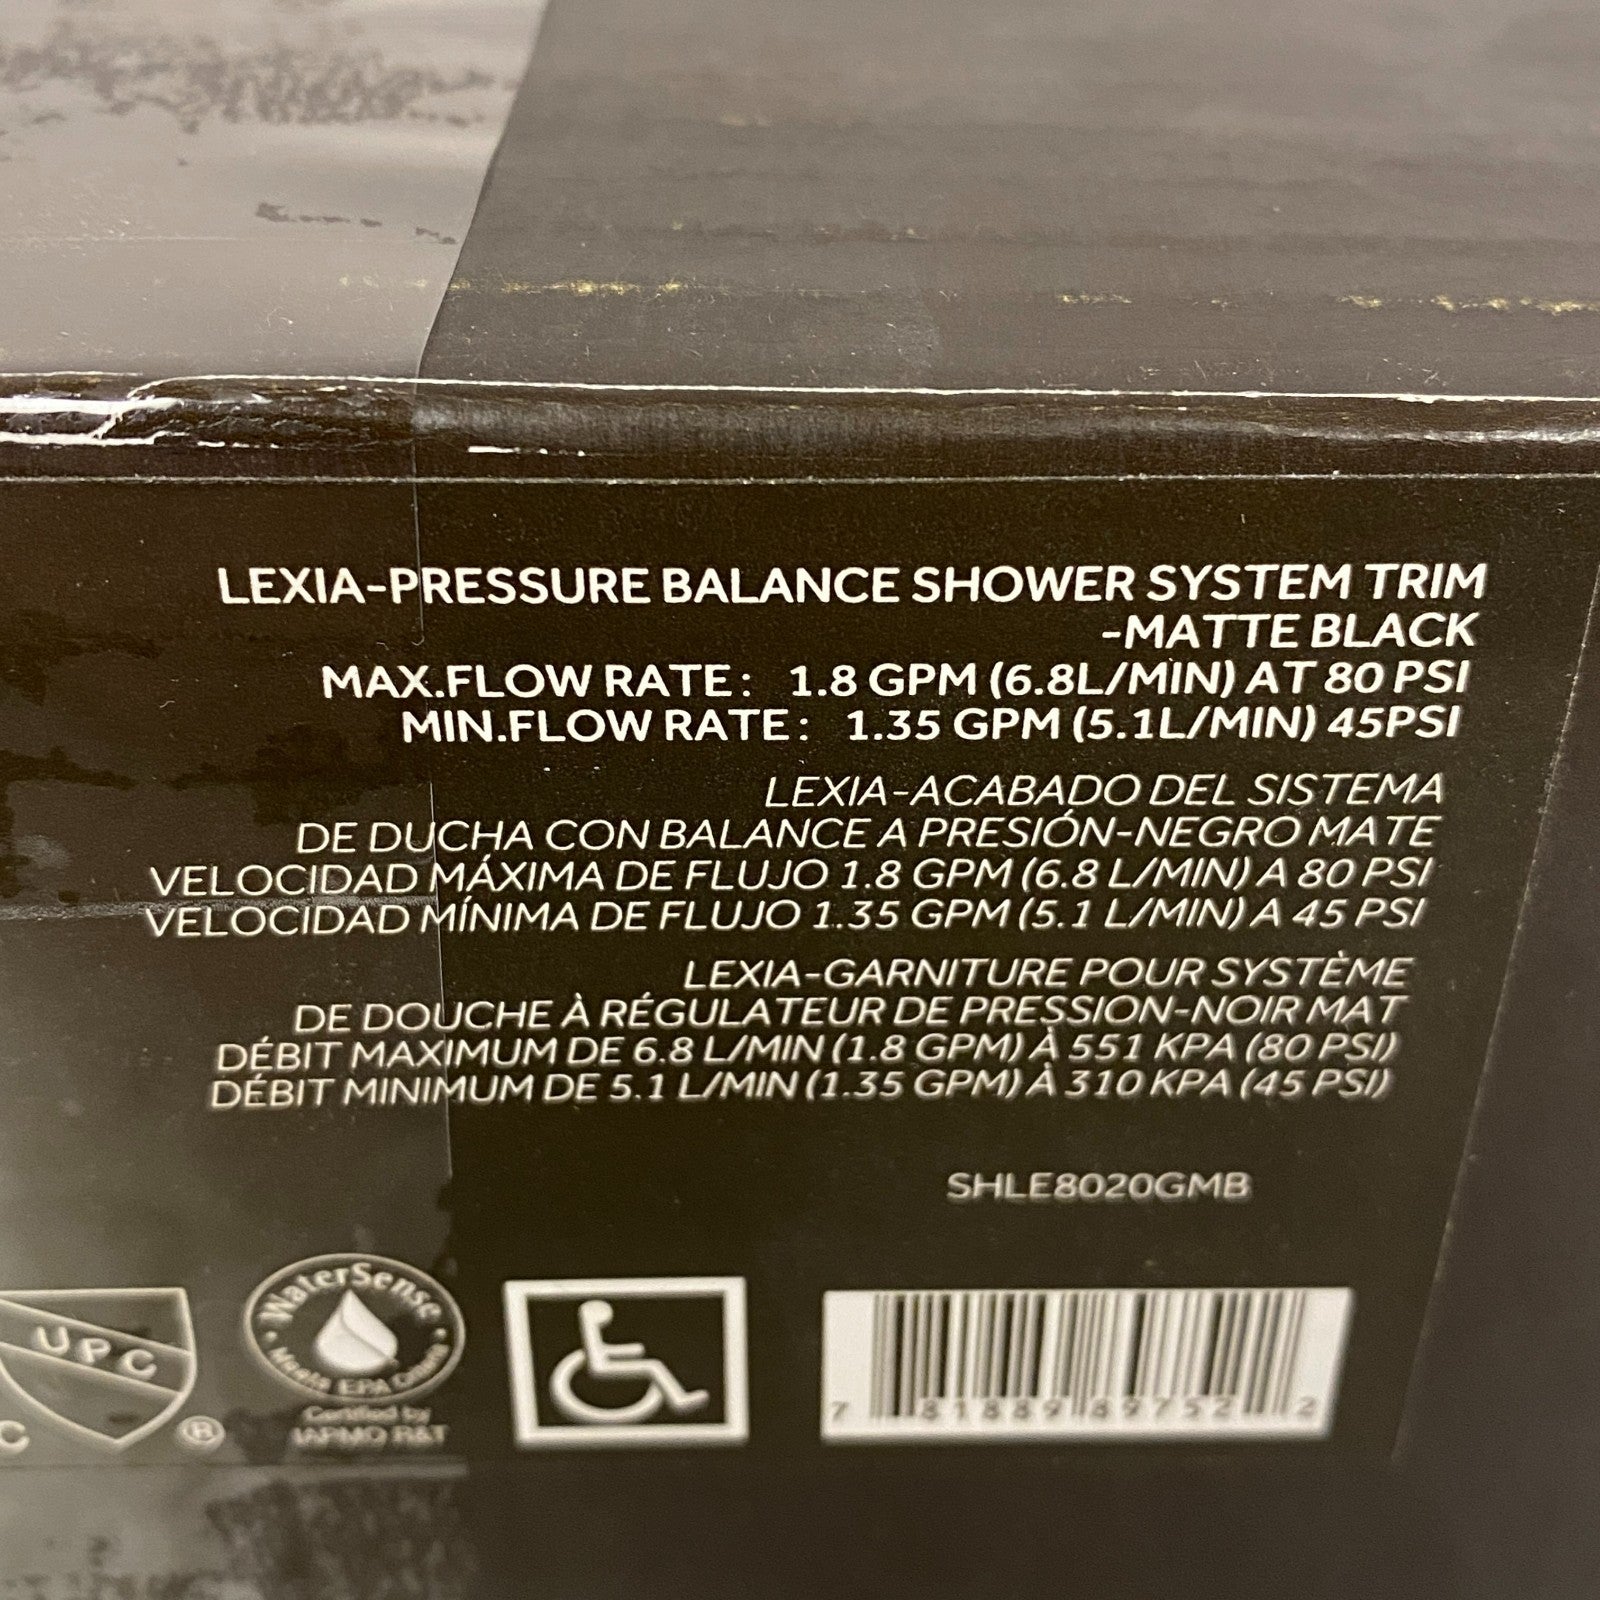 LEXIA-PRESSURE BALANCE SHOWER SYSTEM TRIM
-MATTE BLACK
MAX.FLOW RATE: 1.8 GPM (6.8L/MIN) AT 80 PSI
MIN.FLOW RATE: 1.35 GPM (5.1L/MIN) 45PSI
LEXIA-ACABADO DEL SISTEMA
DE DUCHA CON BALANCE A PRESIÓN-NEGRO MATE
VELOCIDAD MÁXIMA DE FLUJO 1.8 GPM (6.8 L/MIN) A 80 PSI
VELOCIDAD MÍNIMA DE FLUJO 1.35 GPM (5.1 L/MIN) A 45 PSI
LEXIA-GARNITURE POUR SYSTÈME
DE DOUCHE À RÉGULATEUR DE PRESSION-NOIR MAT
DÉBIT MAXIMUM DE 6.8 L/MIN (1.8 GPM) À 551 KPA (80 PSI)
DÉBIT MINIMUM DE 5.1 L/MIN (1.35 GPM) À 310 KPA (45 PSI)
SHLE8020GMB
UPC
C ®
WaterSense
Meets EPA Criteria
Certified by
IAPMO R&T
7 81889 89752 2